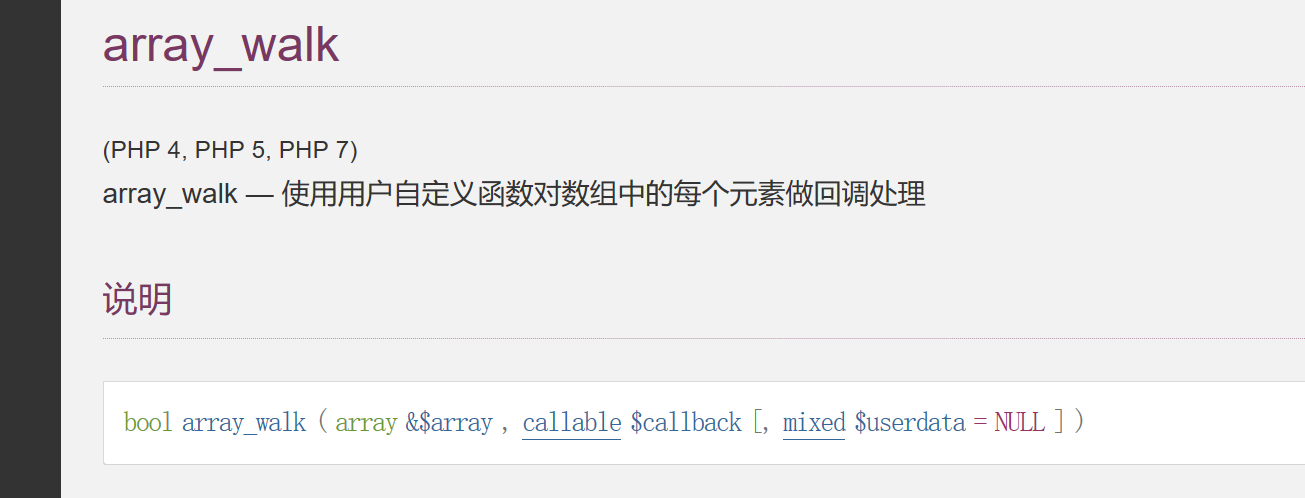 array_walk
(PHP 4, PHP 5, PHP 7)
array_walk — 使用用户自定义函数对数组中的每个元素做回调处理
说明
bool array_walk ( array &$array , callable $callback [, mixed $userdata = NULL ] )